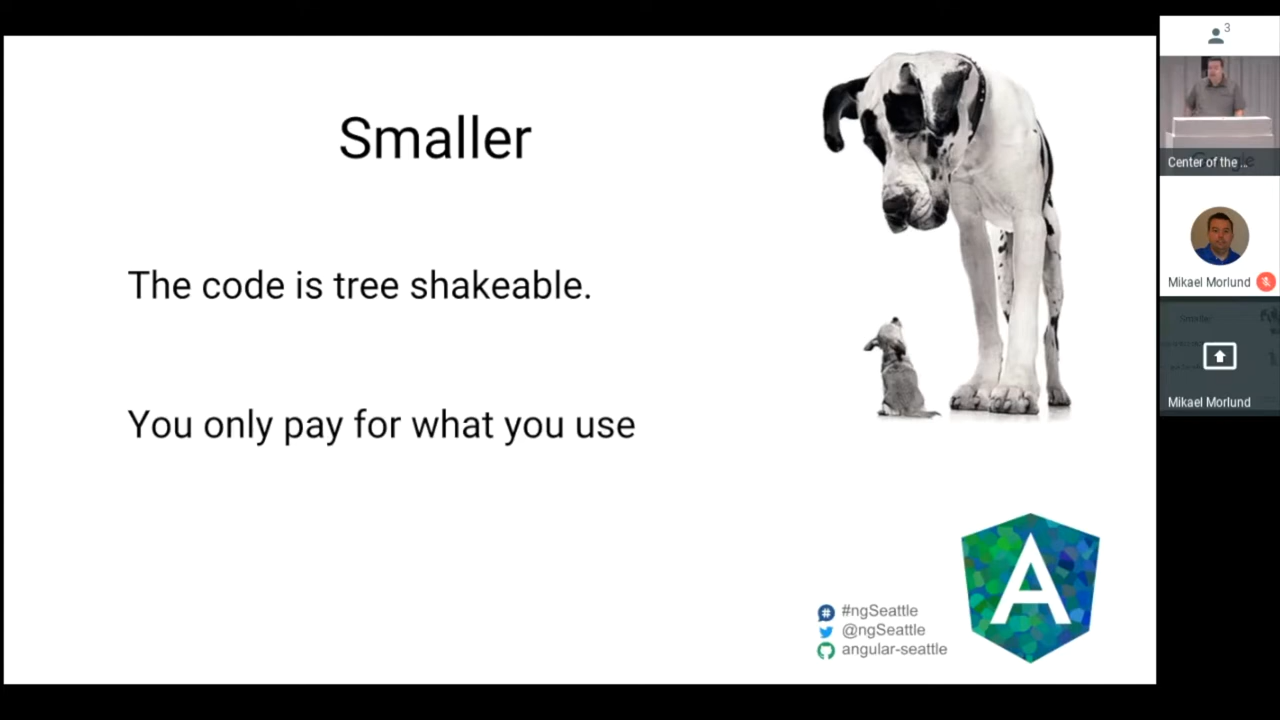 Smaller
The code is tree shakeable.
You only pay for what you use
#ngSeattle
@ngSeattle
angular-seattle
A
3
Center of the ...
Mikael Morlund
Mikael Morlund